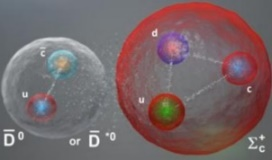 c̅
u
d
u
c
D̅⁰ or D̅*⁰
Σc⁺